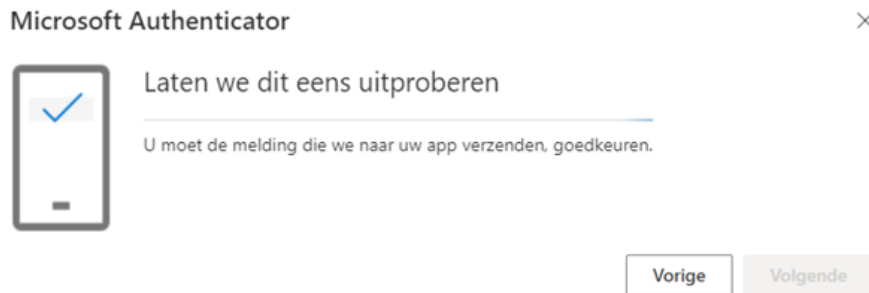 Microsoft Authenticator
Laten we dit eens uitproberen
U moet de melding die we naar uw app verzenden, goedkeuren.
Vorige
Volgende